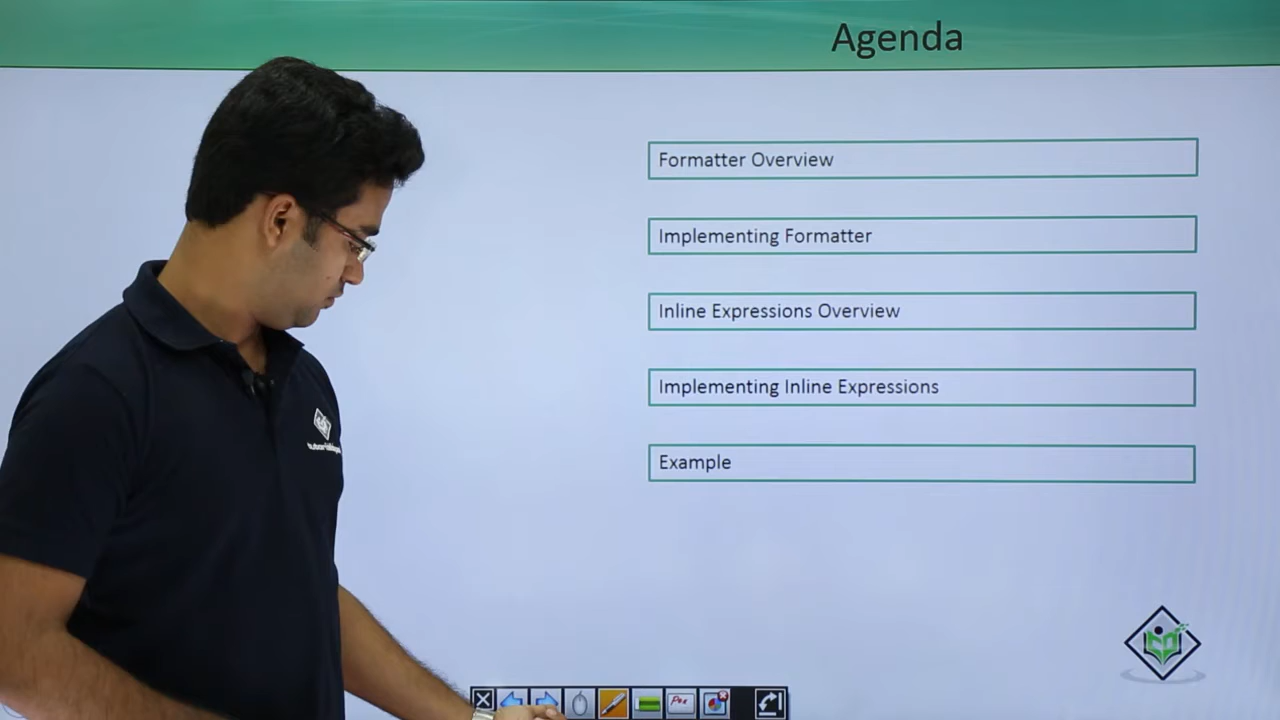 Agenda
Formatter Overview
Implementing Formatter
Inline Expressions Overview
Implementing Inline Expressions
Example